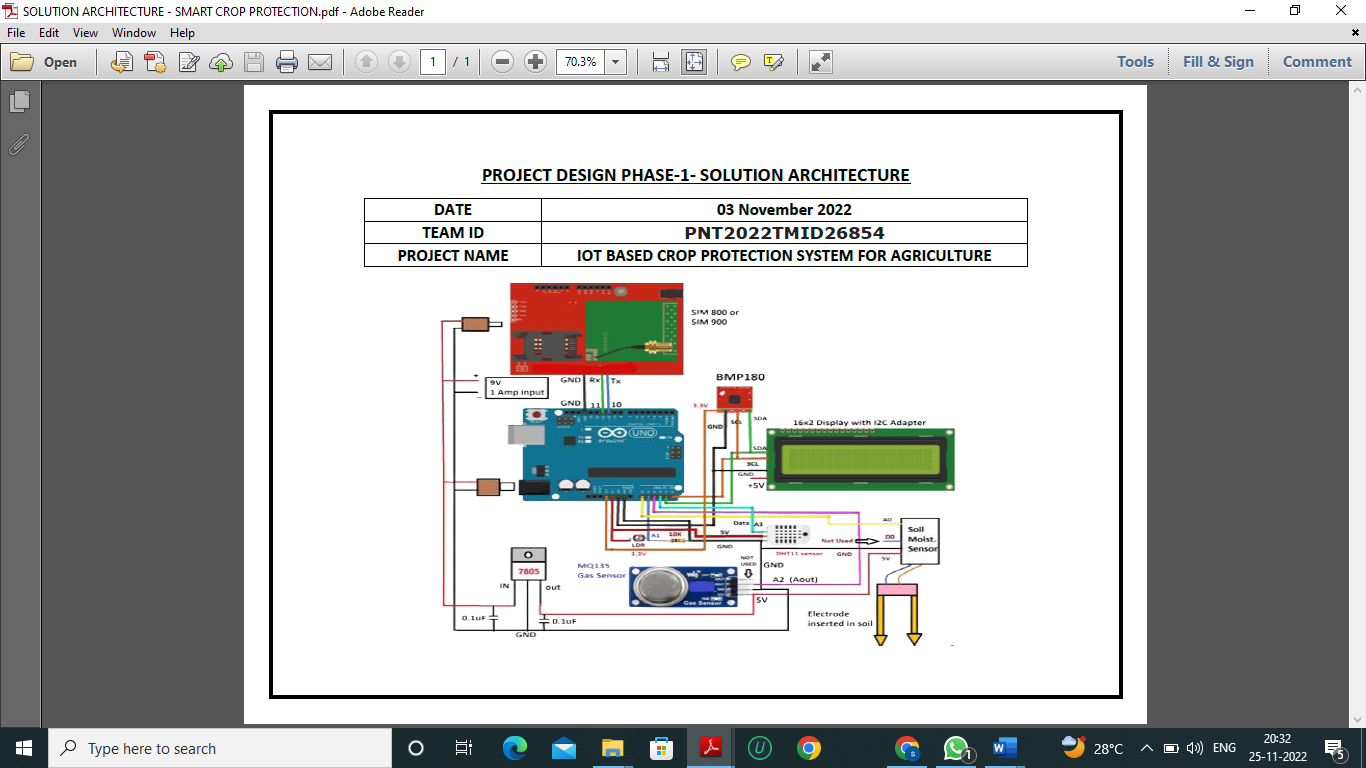 SOLUTION ARCHITECTURE - SMART CROP PROTECTION.pdf - Adobe Reader
File Edit View Window Help
Open 1 / 1 70.3% Tools Fill & Sign Comment
PROJECT DESIGN PHASE-1- SOLUTION ARCHITECTURE
DATE 03 November 2022
TEAM ID PNT2022TMID26854
PROJECT NAME IOT BASED CROP PROTECTION SYSTEM FOR AGRICULTURE
SIM 800 or
SIM 900
+
9V
1 Amp input
-
GND Rx Tx
GND 11 10
BMP180
3.3V
GND SCL SDA
16x2 Display with I2C Adapter
SDA
SCL
GND
+5V
UNO
Data A3
5V
GND
DHT11 sensor
A1 10K
LDR
3.3V
A0
Not Used D0
GND
5V
Soil
Moist.
Sensor
7805
IN out
0.1uF 0.1uF
GND
MQ135
Gas Sensor
Gas Sensor
NOT
USED
GND
A2 (Aout)
5V
Electrode
inserted in soil
Type here to search
1
28°C ENG 20:32
25-11-2022
5